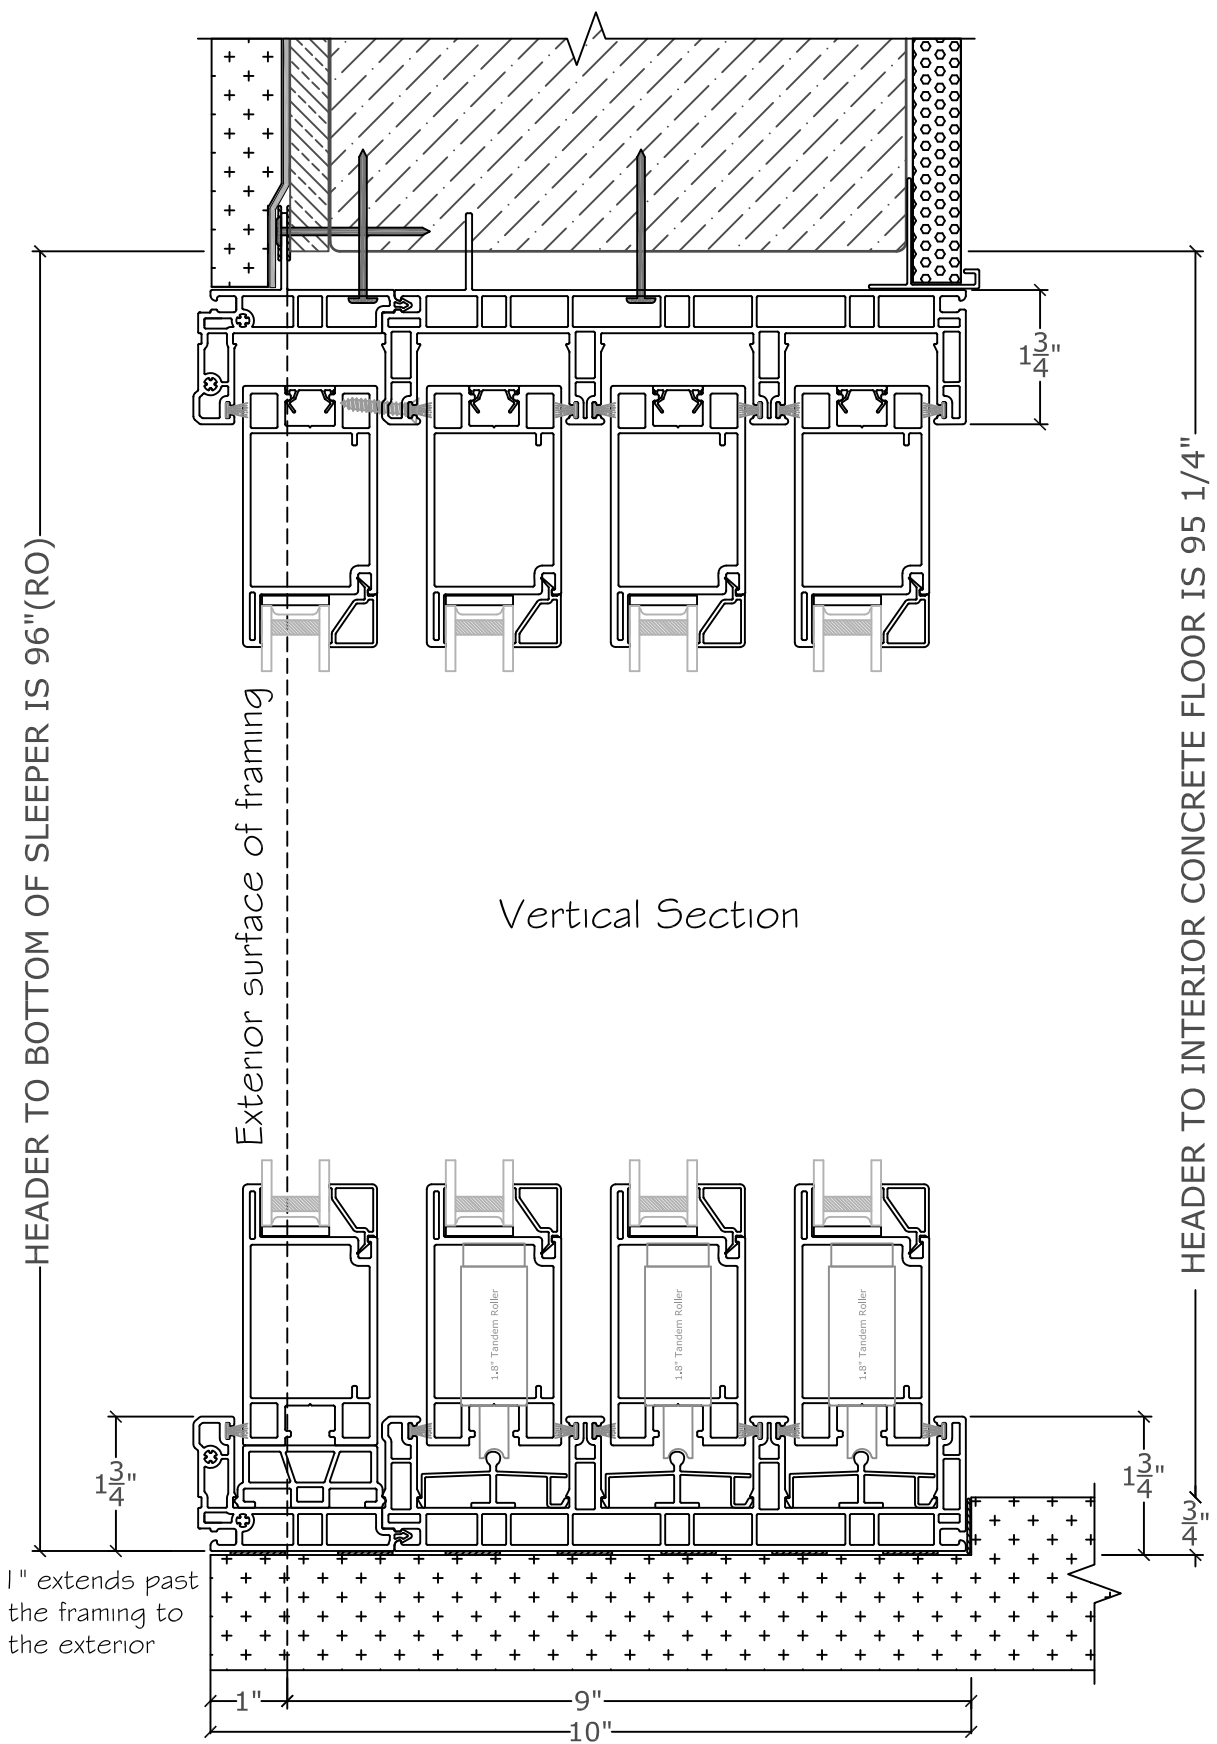 1 3/4"
HEADER TO BOTTOM OF SLEEPER IS 96"(RO)
HEADER TO INTERIOR CONCRETE FLOOR IS 95 1/4"
Exterior surface of framing
Vertical Section
1.8" Tandem Roller
1.8" Tandem Roller
1.8" Tandem Roller
1 3/4"
1 3/4"
3/4"
1" extends past
the framing to
the exterior
1"
9"
10"